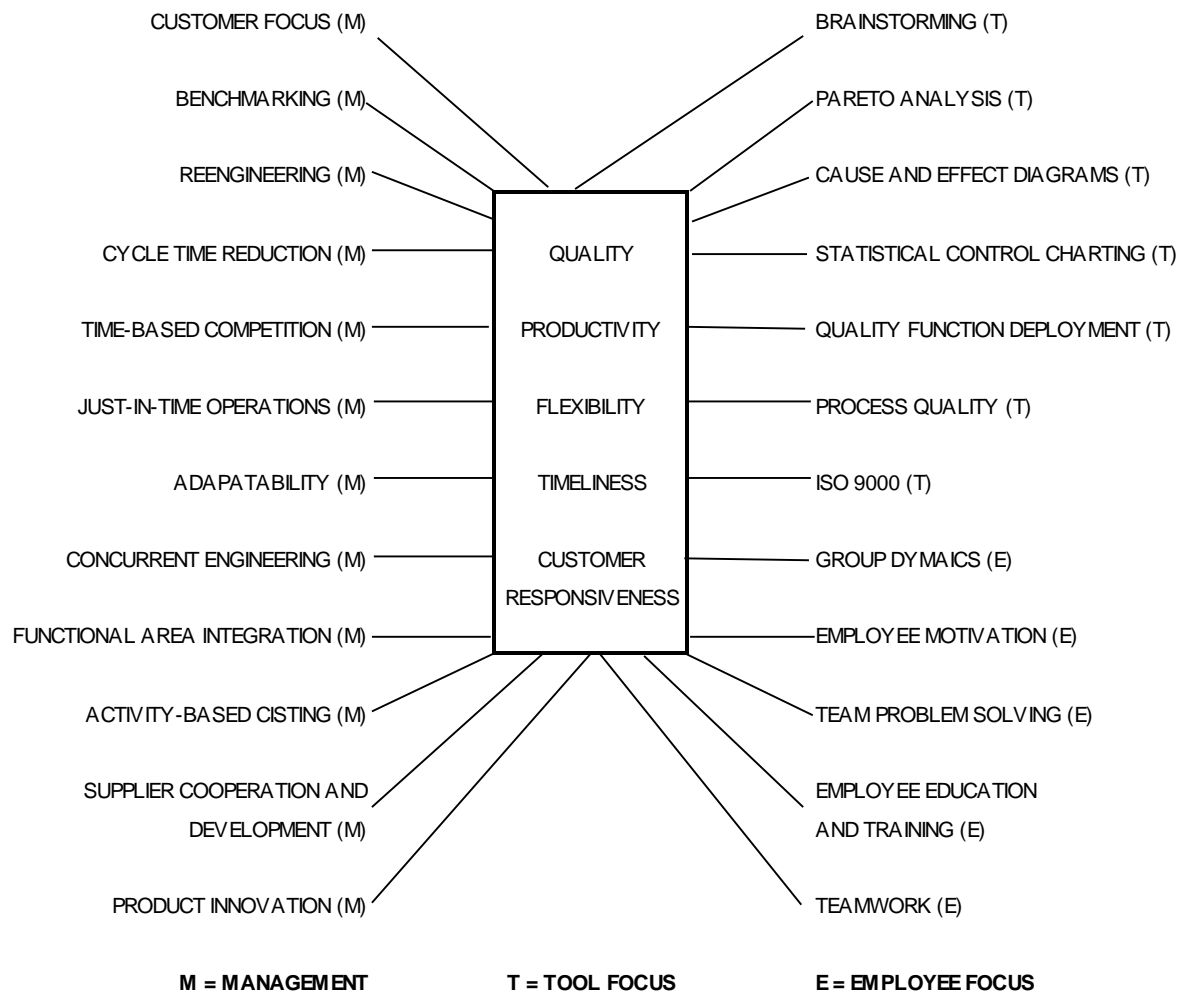 CUSTOMER FOCUS (M)
BENCHMARKING (M)
REENGINEERING (M)
CYCLE TIME REDUCTION (M)
TIME-BASED COMPETITION (M)
JUST-IN-TIME OPERATIONS (M)
ADAPATABILITY (M)
CONCURRENT ENGINEERING (M)
FUNCTIONAL AREA INTEGRATION (M)
ACTIVITY-BASED CISTING (M)
SUPPLIER COOPERATION AND
DEVELOPMENT (M)
PRODUCT INNOVATION (M)
QUALITY
PRODUCTIVITY
FLEXIBILITY
TIMELINESS
CUSTOMER
RESPONSIVENESS
BRAINSTORMING (T)
PARETO ANALYSIS (T)
CAUSE AND EFFECT DIAGRAMS (T)
STATISTICAL CONTROL CHARTING (T)
QUALITY FUNCTION DEPLOYMENT (T)
PROCESS QUALITY (T)
ISO 9000 (T)
GROUP DYMAICS (E)
EMPLOYEE MOTIVATION (E)
TEAM PROBLEM SOLVING (E)
EMPLOYEE EDUCATION
AND TRAINING (E)
TEAMWORK (E)
M = MANAGEMENT
T = TOOL FOCUS
E = EMPLOYEE FOCUS